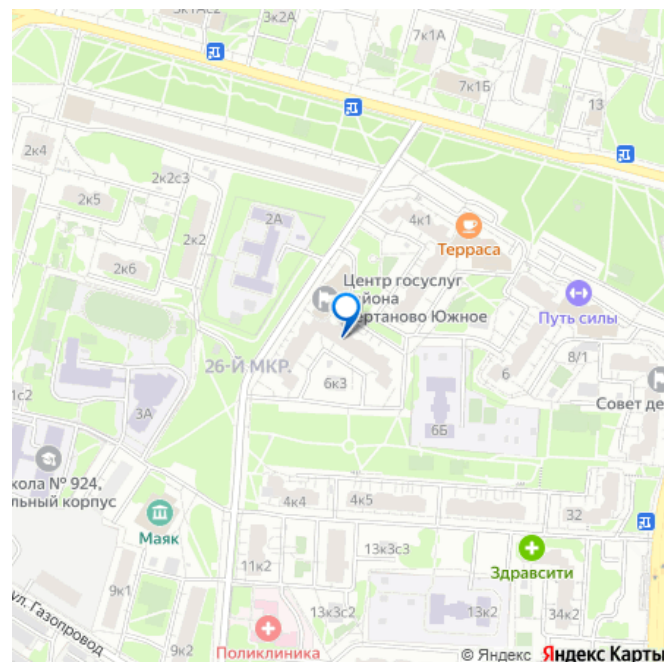 3к2А
7к1А
7к1Б
13
2к4
2к2с3
2к5
2А
2к2
4к1
Терраса
2к6
Центр госуслуг
района
Чертаново Южное
Путь силы
8/1
26-Й МКР.
6к3
6
Совет де
6Б
1с2
3А
кола № 924,
льный корпус
Маяк
4к4
4к5
32
13к3с3
Здравсити
11к2
9к1
ул. Газопровод
13к3с2
13к2
34к2
9к2
Поликлиника
© Яндекс Яндекс Карты